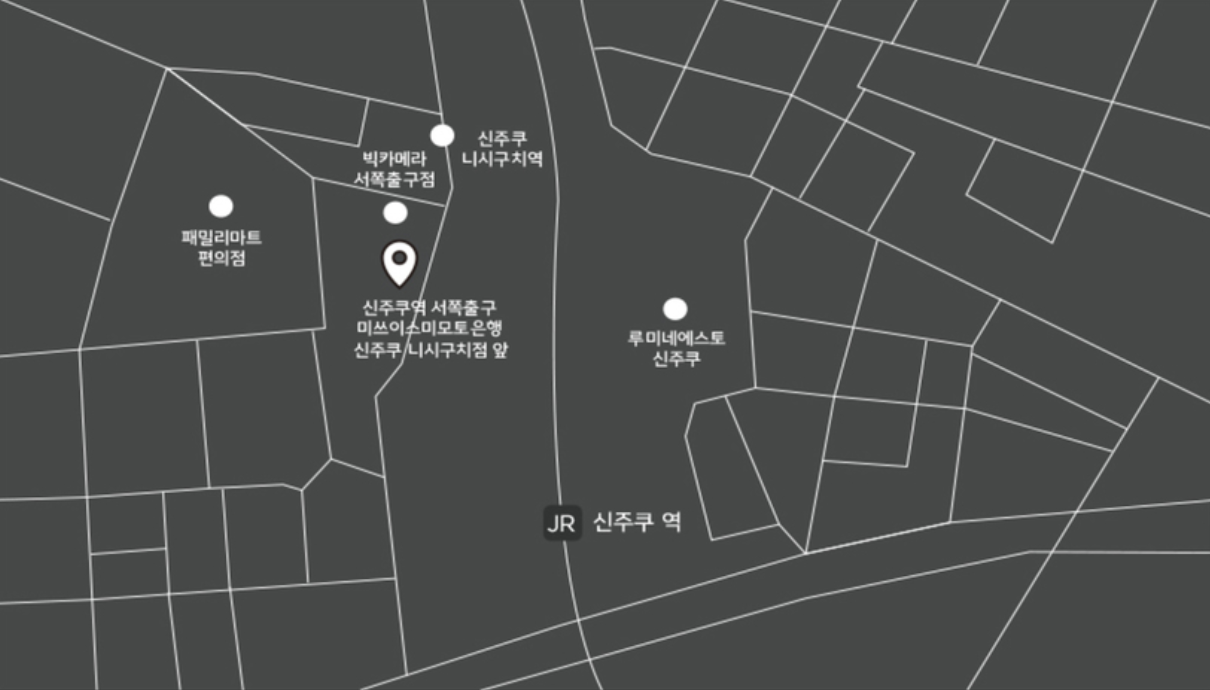 신주쿠
니시구치역
빅카메라
서쪽출구점
패밀리마트
편의점
신주쿠역 서쪽출구
미쓰이스미모토은행
신주쿠 니시구치점 앞
루미네에스토
신주쿠
JR 신주쿠 역